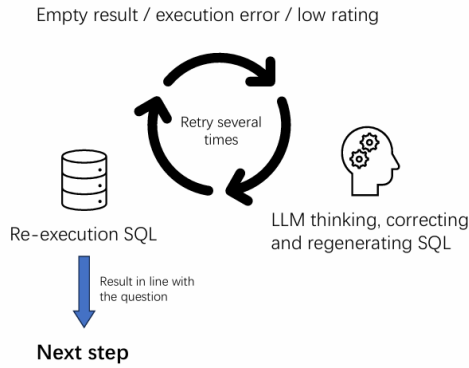 Empty result / execution error / low rating
Retry several
times
LLM thinking, correcting
and regenerating SQL
Re-execution SQL
Result in line with
the question
Next step